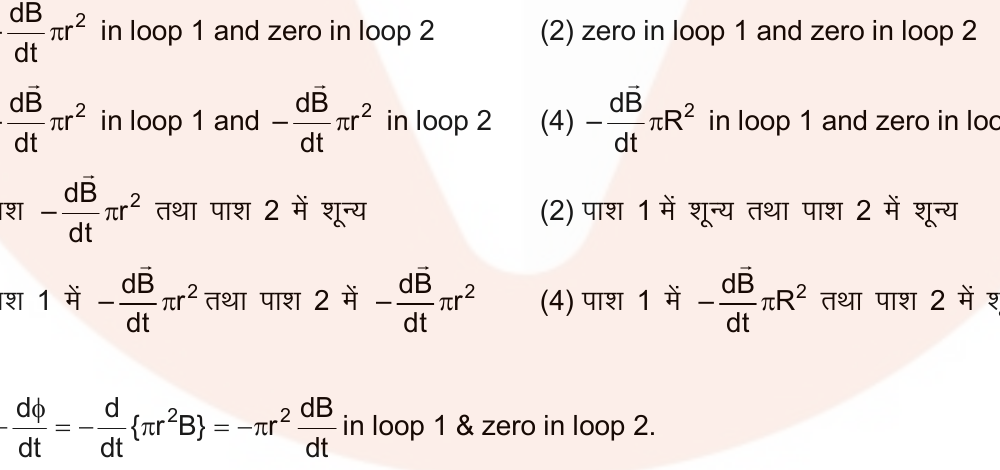 dB/dt πr² in loop 1 and zero in loop 2 (2) zero in loop 1 and zero in loop 2
dB⃗/dt πr² in loop 1 and −dB⃗/dt πr² in loop 2 (4) −dB⃗/dt πR² in loop 1 and zero in
−dB⃗/dt πr² तथा पाश 2 में शून्य (2) पाश 1 में शून्य तथा पाश 2 में शून्य
1 में −dB⃗/dt πr² तथा पाश 2 में −dB⃗/dt πr² (4) पाश 1 में −dB⃗/dt πR² तथा पाश 2 में
dϕ/dt = −d/dt {πr²B} = −πr² dB/dt in loop 1 & zero in loop 2.